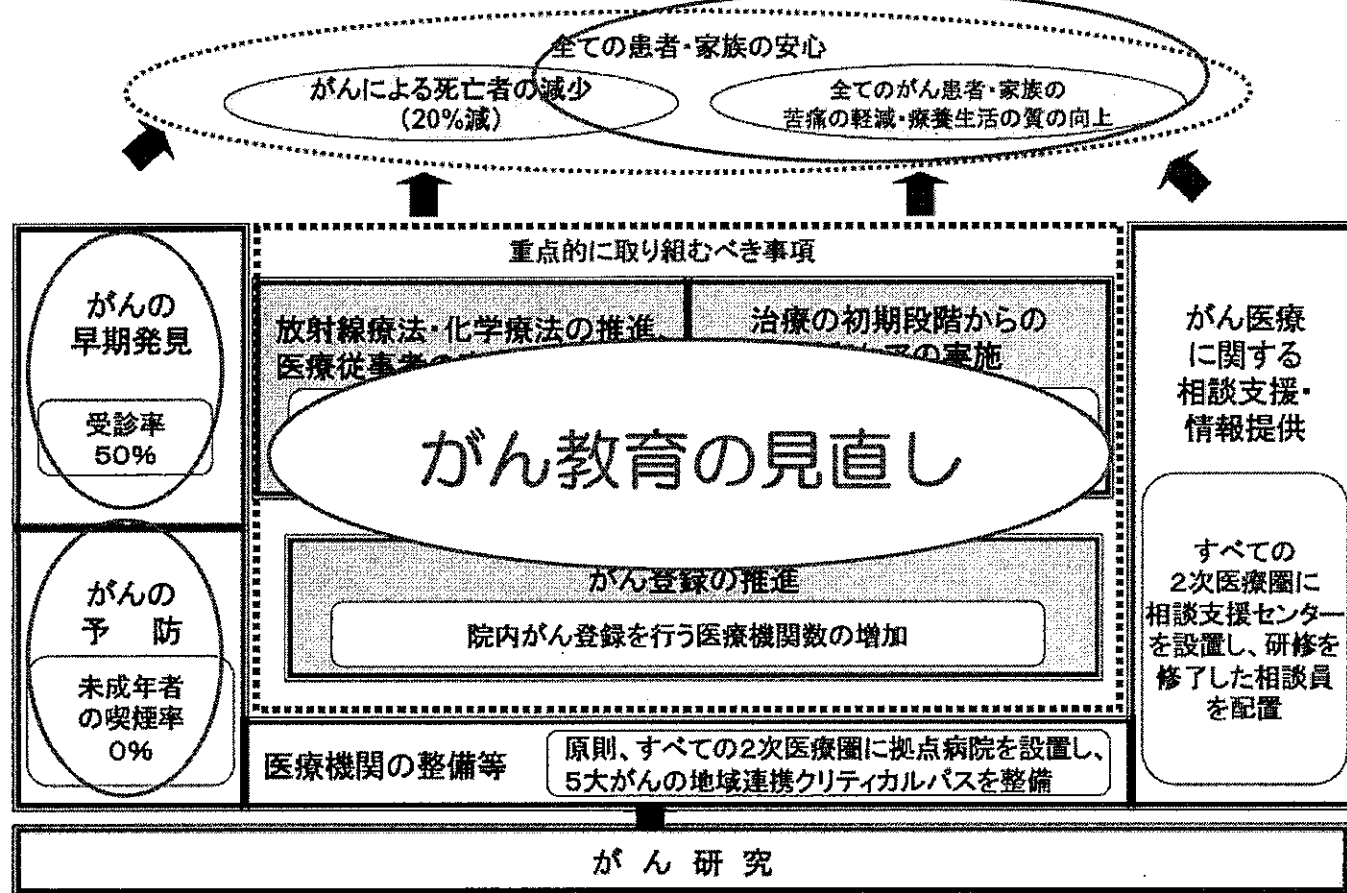 全ての患者・家族の安心
がんによる死亡者の減少
（20%減）
全てのがん患者・家族の
苦痛の軽減・療養生活の質の向上
重点的に取り組むべき事項
がんの
早期発見
受診率
50%
がんの
予　防
未成年者
の喫煙率
0%
放射線療法・化学療法の推進、
医療従事者の
治療の初期段階からの
の実施
がん教育の見直し
がん登録の推進
院内がん登録を行う医療機関数の増加
医療機関の整備等
原則、すべての2次医療圏に拠点病院を設置し、
5大がんの地域連携クリティカルパスを整備
がん医療
に関する
相談支援・
情報提供
すべての
2次医療圏に
相談支援センター
を設置し、研修を
修了した相談員
を配置
がん研究